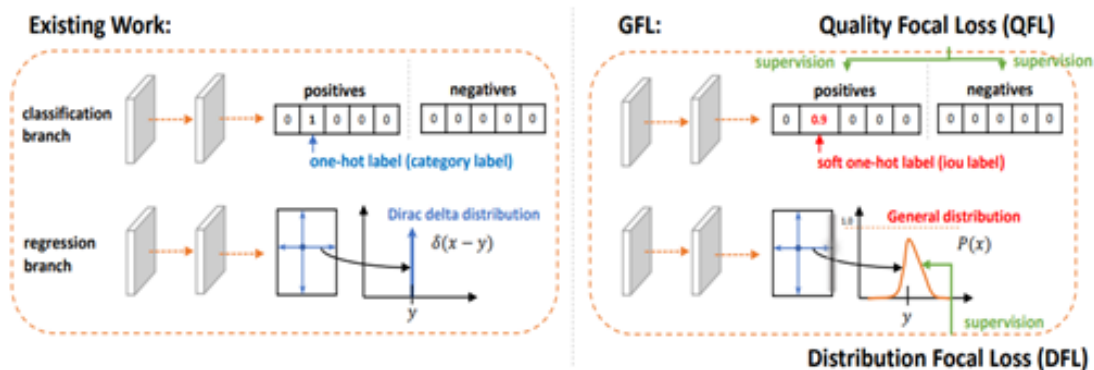 Existing Work:
classification branch
positives
negatives
0 1 0 0 0
0 0 0 0 0
one-hot label (category label)
regression branch
Dirac delta distribution
δ(x − y)
y
GFL:
Quality Focal Loss (QFL)
supervision
supervision
positives
negatives
0 0.9 0 0 0
0 0 0 0 0
soft one-hot label (iou label)
1.0
General distribution
P(x)
y
supervision
Distribution Focal Loss (DFL)